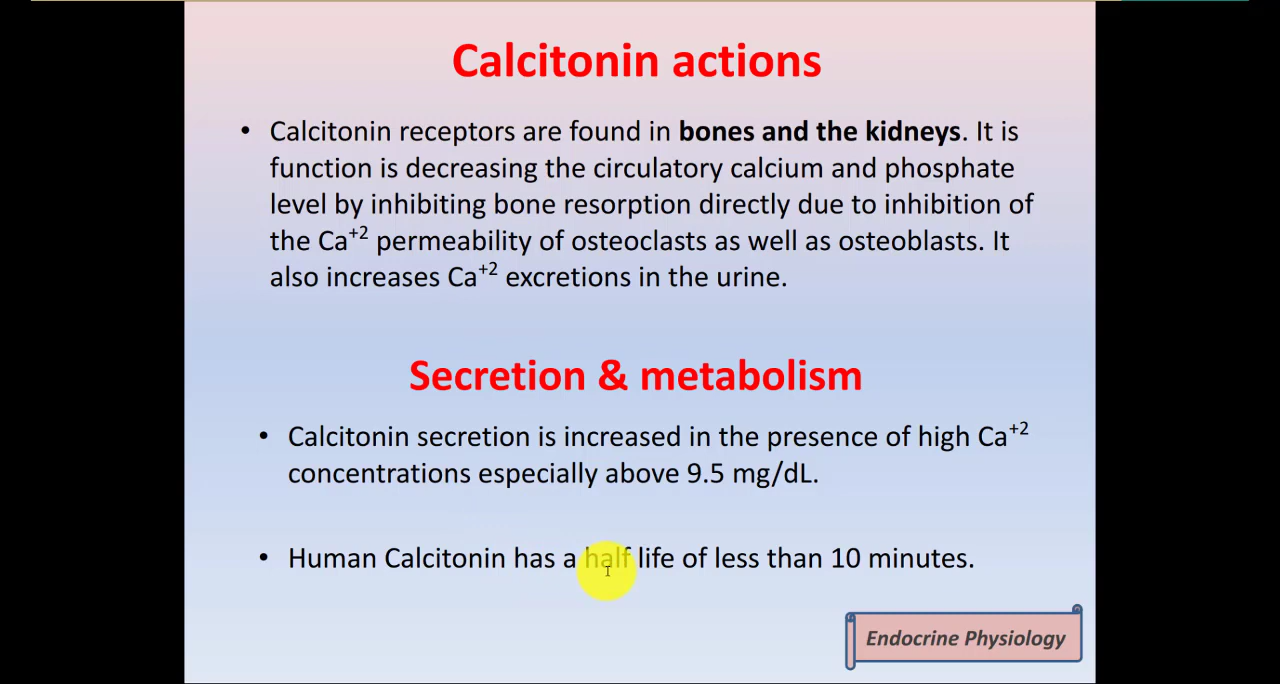 Calcitonin actions
• Calcitonin receptors are found in bones and the kidneys. It is
function is decreasing the circulatory calcium and phosphate
level by inhibiting bone resorption directly due to inhibition of
the Ca⁺² permeability of osteoclasts as well as osteoblasts. It
also increases Ca⁺² excretions in the urine.
Secretion & metabolism
• Calcitonin secretion is increased in the presence of high Ca⁺²
concentrations especially above 9.5 mg/dL.
• Human Calcitonin has a half life of less than 10 minutes.
Endocrine Physiology